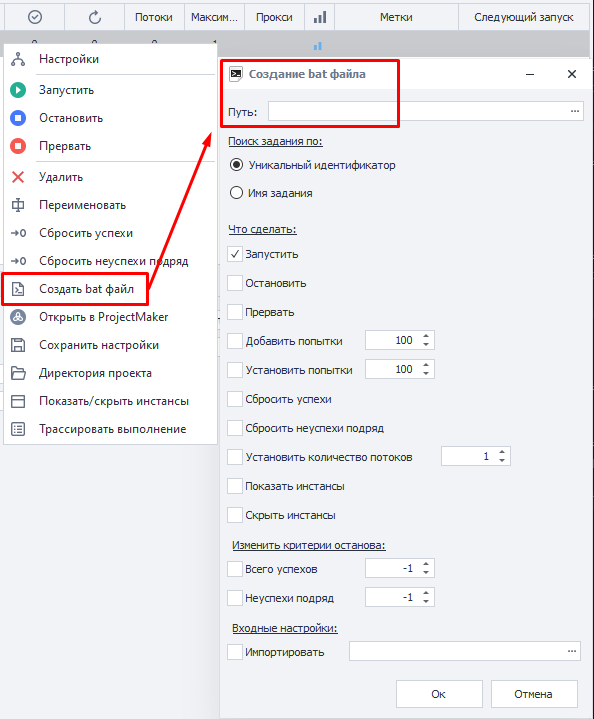 Потоки Максим... Прокси Метки Следующий запуск
Настройки
Запустить
Остановить
Прервать
Удалить
Переименовать
Сбросить успехи
Сбросить неуспехи подряд
Создать bat файл
Открыть в ProjectMaker
Сохранить настройки
Директория проекта
Показать/скрыть инстансы
Трассировать выполнение
Создание bat файла
Путь: ...
Поиск задания по:
Уникальный идентификатор
Имя задания
Что сделать:
Запустить
Остановить
Прервать
Добавить попытки 100
Установить попытки 100
Сбросить успехи
Сбросить неуспехи подряд
Установить количество потоков 1
Показать инстансы
Скрыть инстансы
Изменить критерии останова:
Всего успехов -1
Неуспехи подряд -1
Входные настройки:
Импортировать ...
Ок Отмена